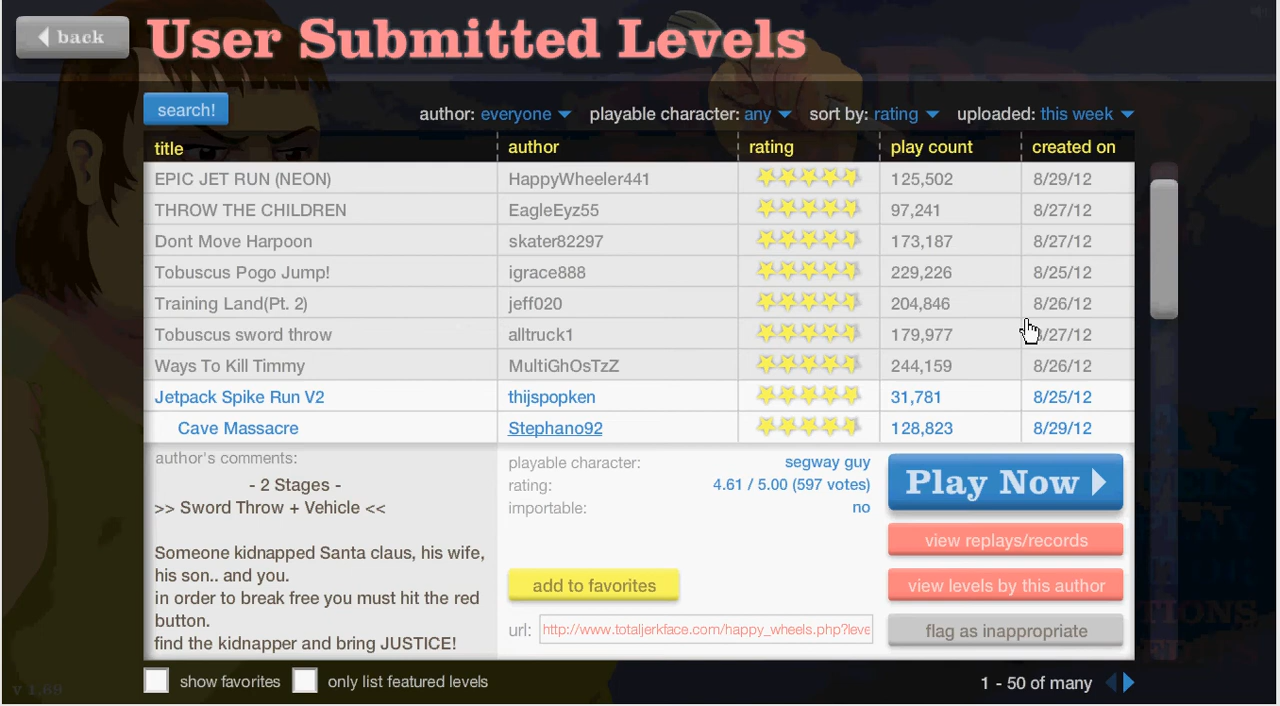 back
User Submitted Levels
search!
author: everyone playable character: any sort by: rating uploaded: this week
title author rating play count created on
EPIC JET RUN (NEON) HappyWheeler441 125,502 8/29/12
THROW THE CHILDREN EagleEyz55 97,241 8/27/12
Dont Move Harpoon skater82297 173,187 8/27/12
Tobuscus Pogo Jump! igrace888 229,226 8/25/12
Training Land(Pt. 2) jeff020 204,846 8/26/12
Tobuscus sword throw alltruck1 179,977 8/27/12
Ways To Kill Timmy MultiGhOsTzZ 244,159 8/26/12
Jetpack Spike Run V2 thijspopken 31,781 8/25/12
Cave Massacre Stephano92 128,823 8/29/12
author's comments:
- 2 Stages -
>> Sword Throw + Vehicle <<
Someone kidnapped Santa claus, his wife,
his son.. and you.
in order to break free you must hit the red
button.
find the kidnapper and bring JUSTICE!
playable character: segway guy
rating: 4.61 / 5.00 (597 votes)
importable: no
add to favorites
url: http://www.totaljerkface.com/happy_wheels.php?leve
Play Now
view replays/records
view levels by this author
flag as inappropriate
show favorites only list featured levels
1 - 50 of many
v 1.69